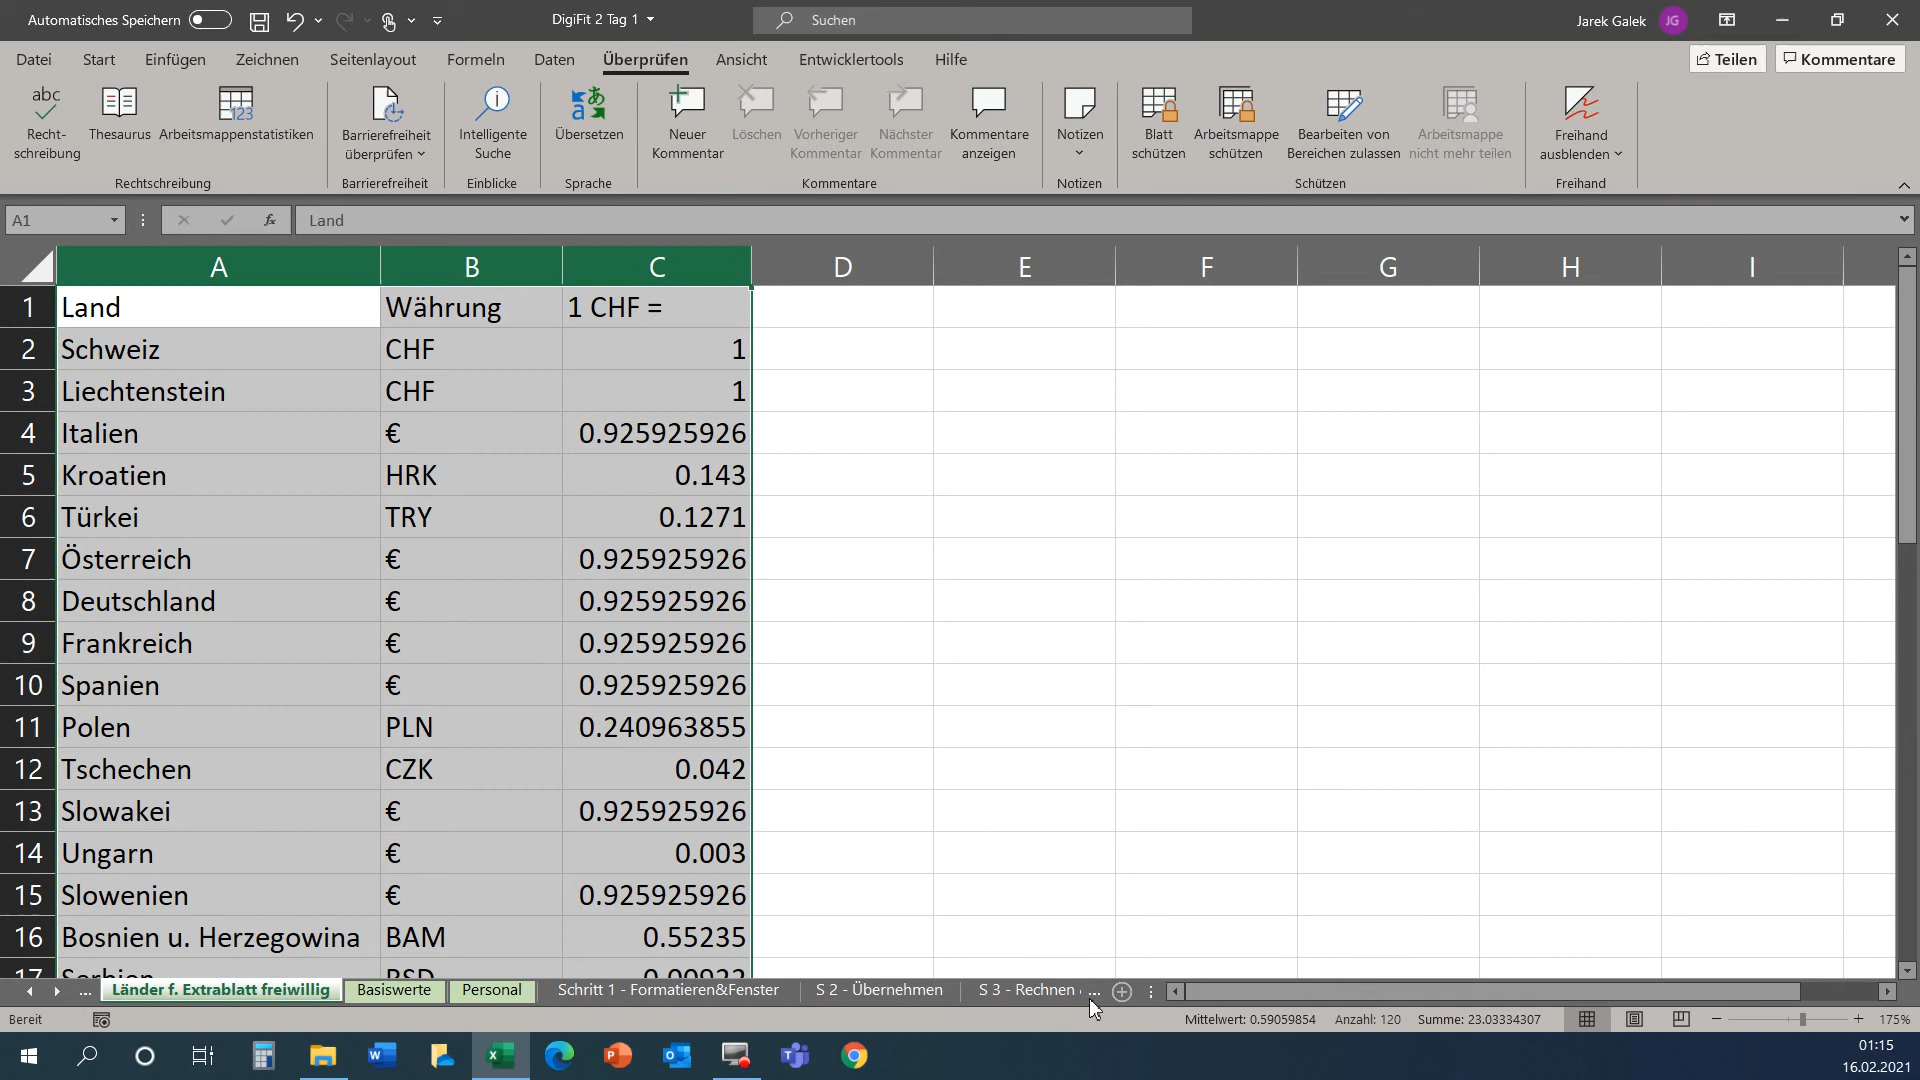 Automatisches Speichern
DigiFit 2 Tag 1
Suchen
Jarek Galek
JG
Datei
Start
Einfügen
Zeichnen
Seitenlayout
Formeln
Daten
Überprüfen
Ansicht
Entwicklertools
Hilfe
Teilen
Kommentare
Recht-
schreibung
Thesaurus
Arbeitsmappenstatistiken
Rechtschreibung
Barrierefreiheit
überprüfen
Barrierefreiheit
Intelligente
Suche
Einblicke
Übersetzen
Sprache
Neuer
Kommentar
Löschen
Vorheriger
Kommentar
Nächster
Kommentar
Kommentare
anzeigen
Kommentare
Notizen
Notizen
Blatt
schützen
Arbeitsmappe
schützen
Bearbeiten von
Bereichen zulassen
Arbeitsmappe
nicht mehr teilen
Schützen
Freihand
ausblenden
Freihand
A1
fx
Land
A B C D E F G H I
1 Land Währung 1 CHF =
2 Schweiz CHF 1
3 Liechtenstein CHF 1
4 Italien € 0.925925926
5 Kroatien HRK 0.143
6 Türkei TRY 0.1271
7 Österreich € 0.925925926
8 Deutschland € 0.925925926
9 Frankreich € 0.925925926
10 Spanien € 0.925925926
11 Polen PLN 0.240963855
12 Tschechen CZK 0.042
13 Slowakei € 0.925925926
14 Ungarn € 0.003
15 Slowenien € 0.925925926
16 Bosnien u. Herzegowina BAM 0.55235
17 Serbien RSD
... Länder f. Extrablatt freiwillig Basiswerte Personal Schritt 1 - Formatieren&Fenster S 2 - Übernehmen S 3 - Rechnen ...
Bereit
Mittelwert: 0.59059854 Anzahl: 120 Summe: 23.03334307
175%
01:15
16.02.2021